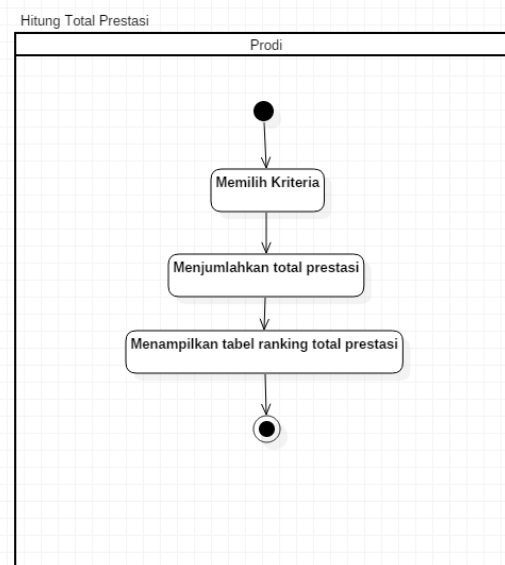 Hitung Total Prestasi
Prodi
Memilih Kriteria
Menjumlahkan total prestasi
Menampilkan tabel ranking total prestasi